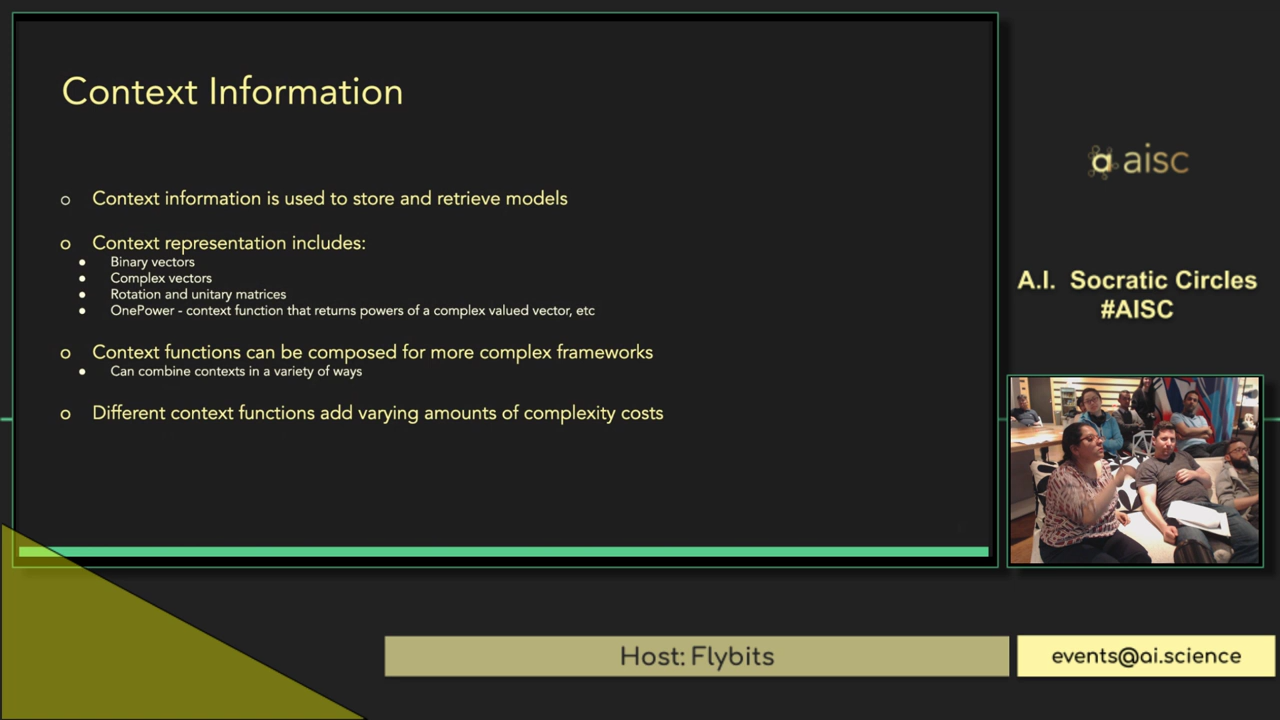 Context Information
Context information is used to store and retrieve models
Context representation includes:
Binary vectors
Complex vectors
Rotation and unitary matrices
OnePower - context function that returns powers of a complex valued vector, etc
Context functions can be composed for more complex frameworks
Can combine contexts in a variety of ways
Different context functions add varying amounts of complexity costs
aisc
A.I. Socratic Circles
#AISC
Host: Flybits
events@ai.science